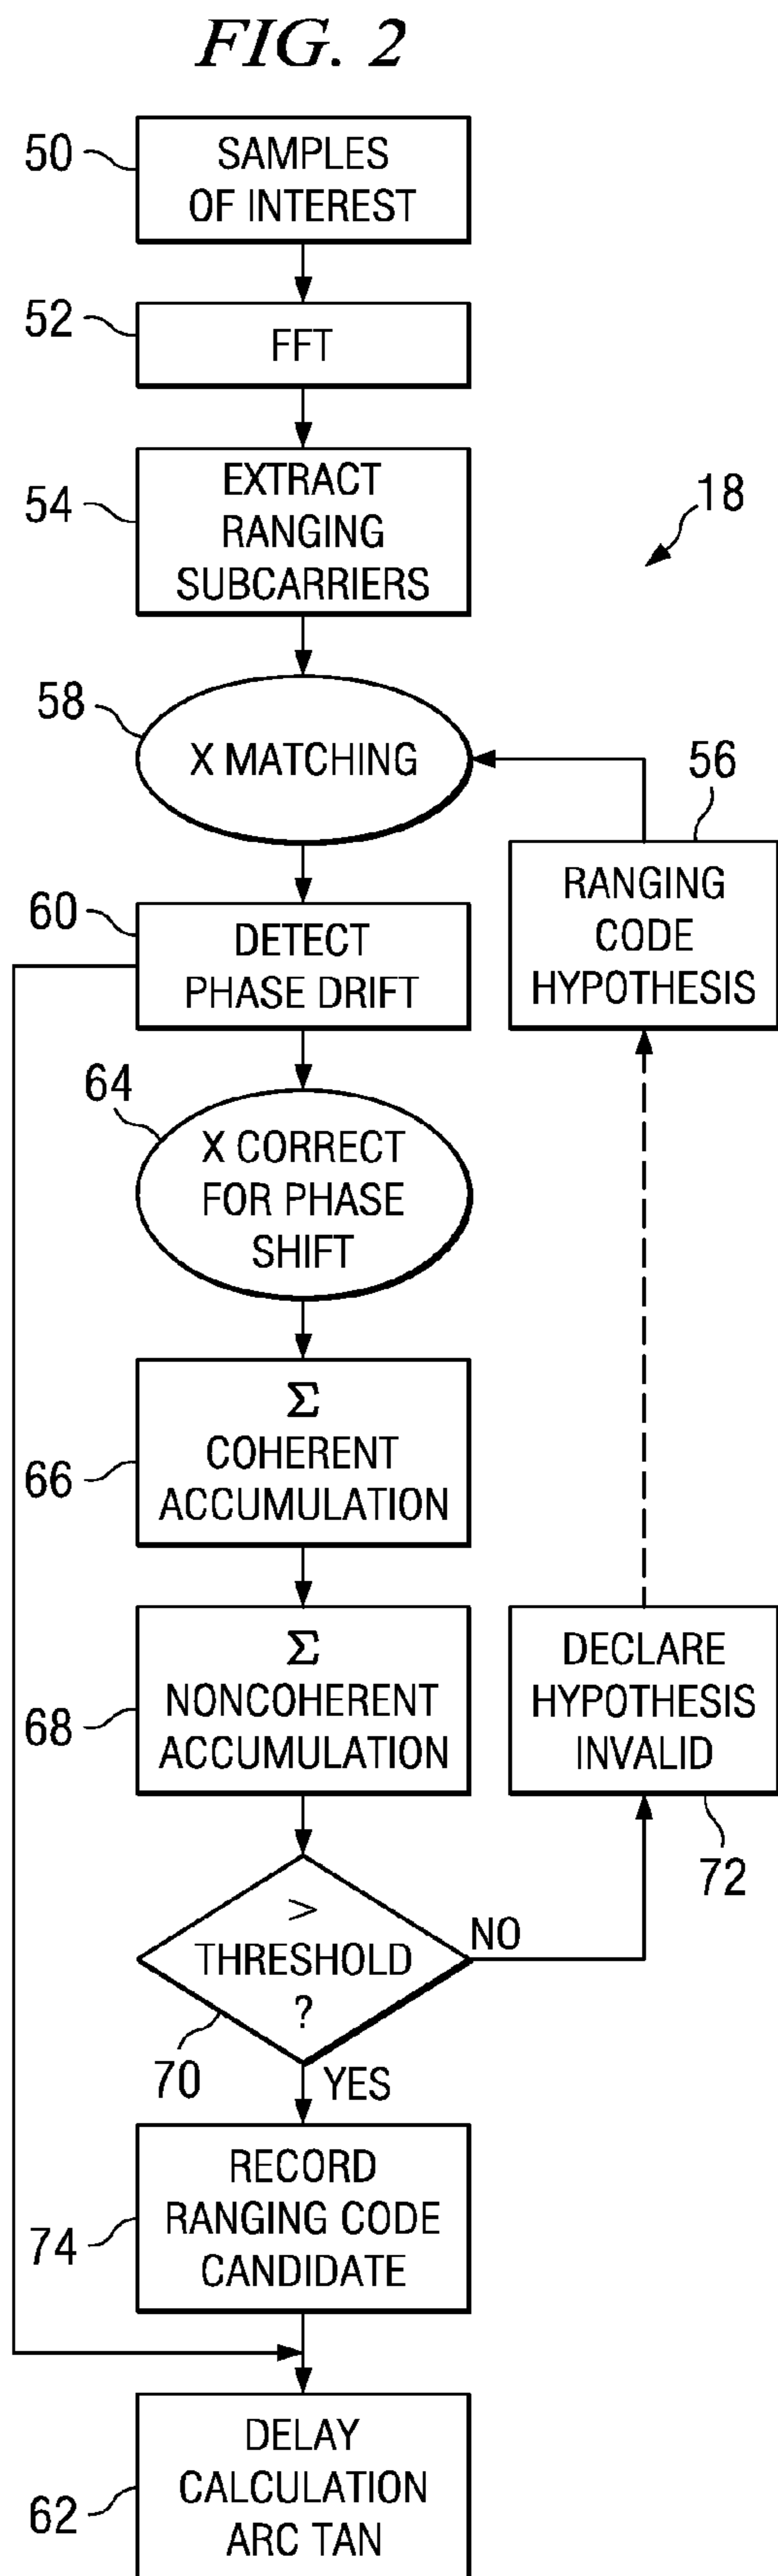 FIG. 2
50
SAMPLES
OF INTEREST
52
FFT
54
EXTRACT
RANGING
SUBCARRIERS
18
58
X MATCHING
56
RANGING
CODE
HYPOTHESIS
60
DETECT
PHASE DRIFT
64
X CORRECT
FOR PHASE
SHIFT
66
Σ
COHERENT
ACCUMULATION
68
Σ
NONCOHERENT
ACCUMULATION
DECLARE
HYPOTHESIS
INVALID
72
>
THRESHOLD
?
NO
70
YES
74
RECORD
RANGING CODE
CANDIDATE
62
DELAY
CALCULATION
ARC TAN